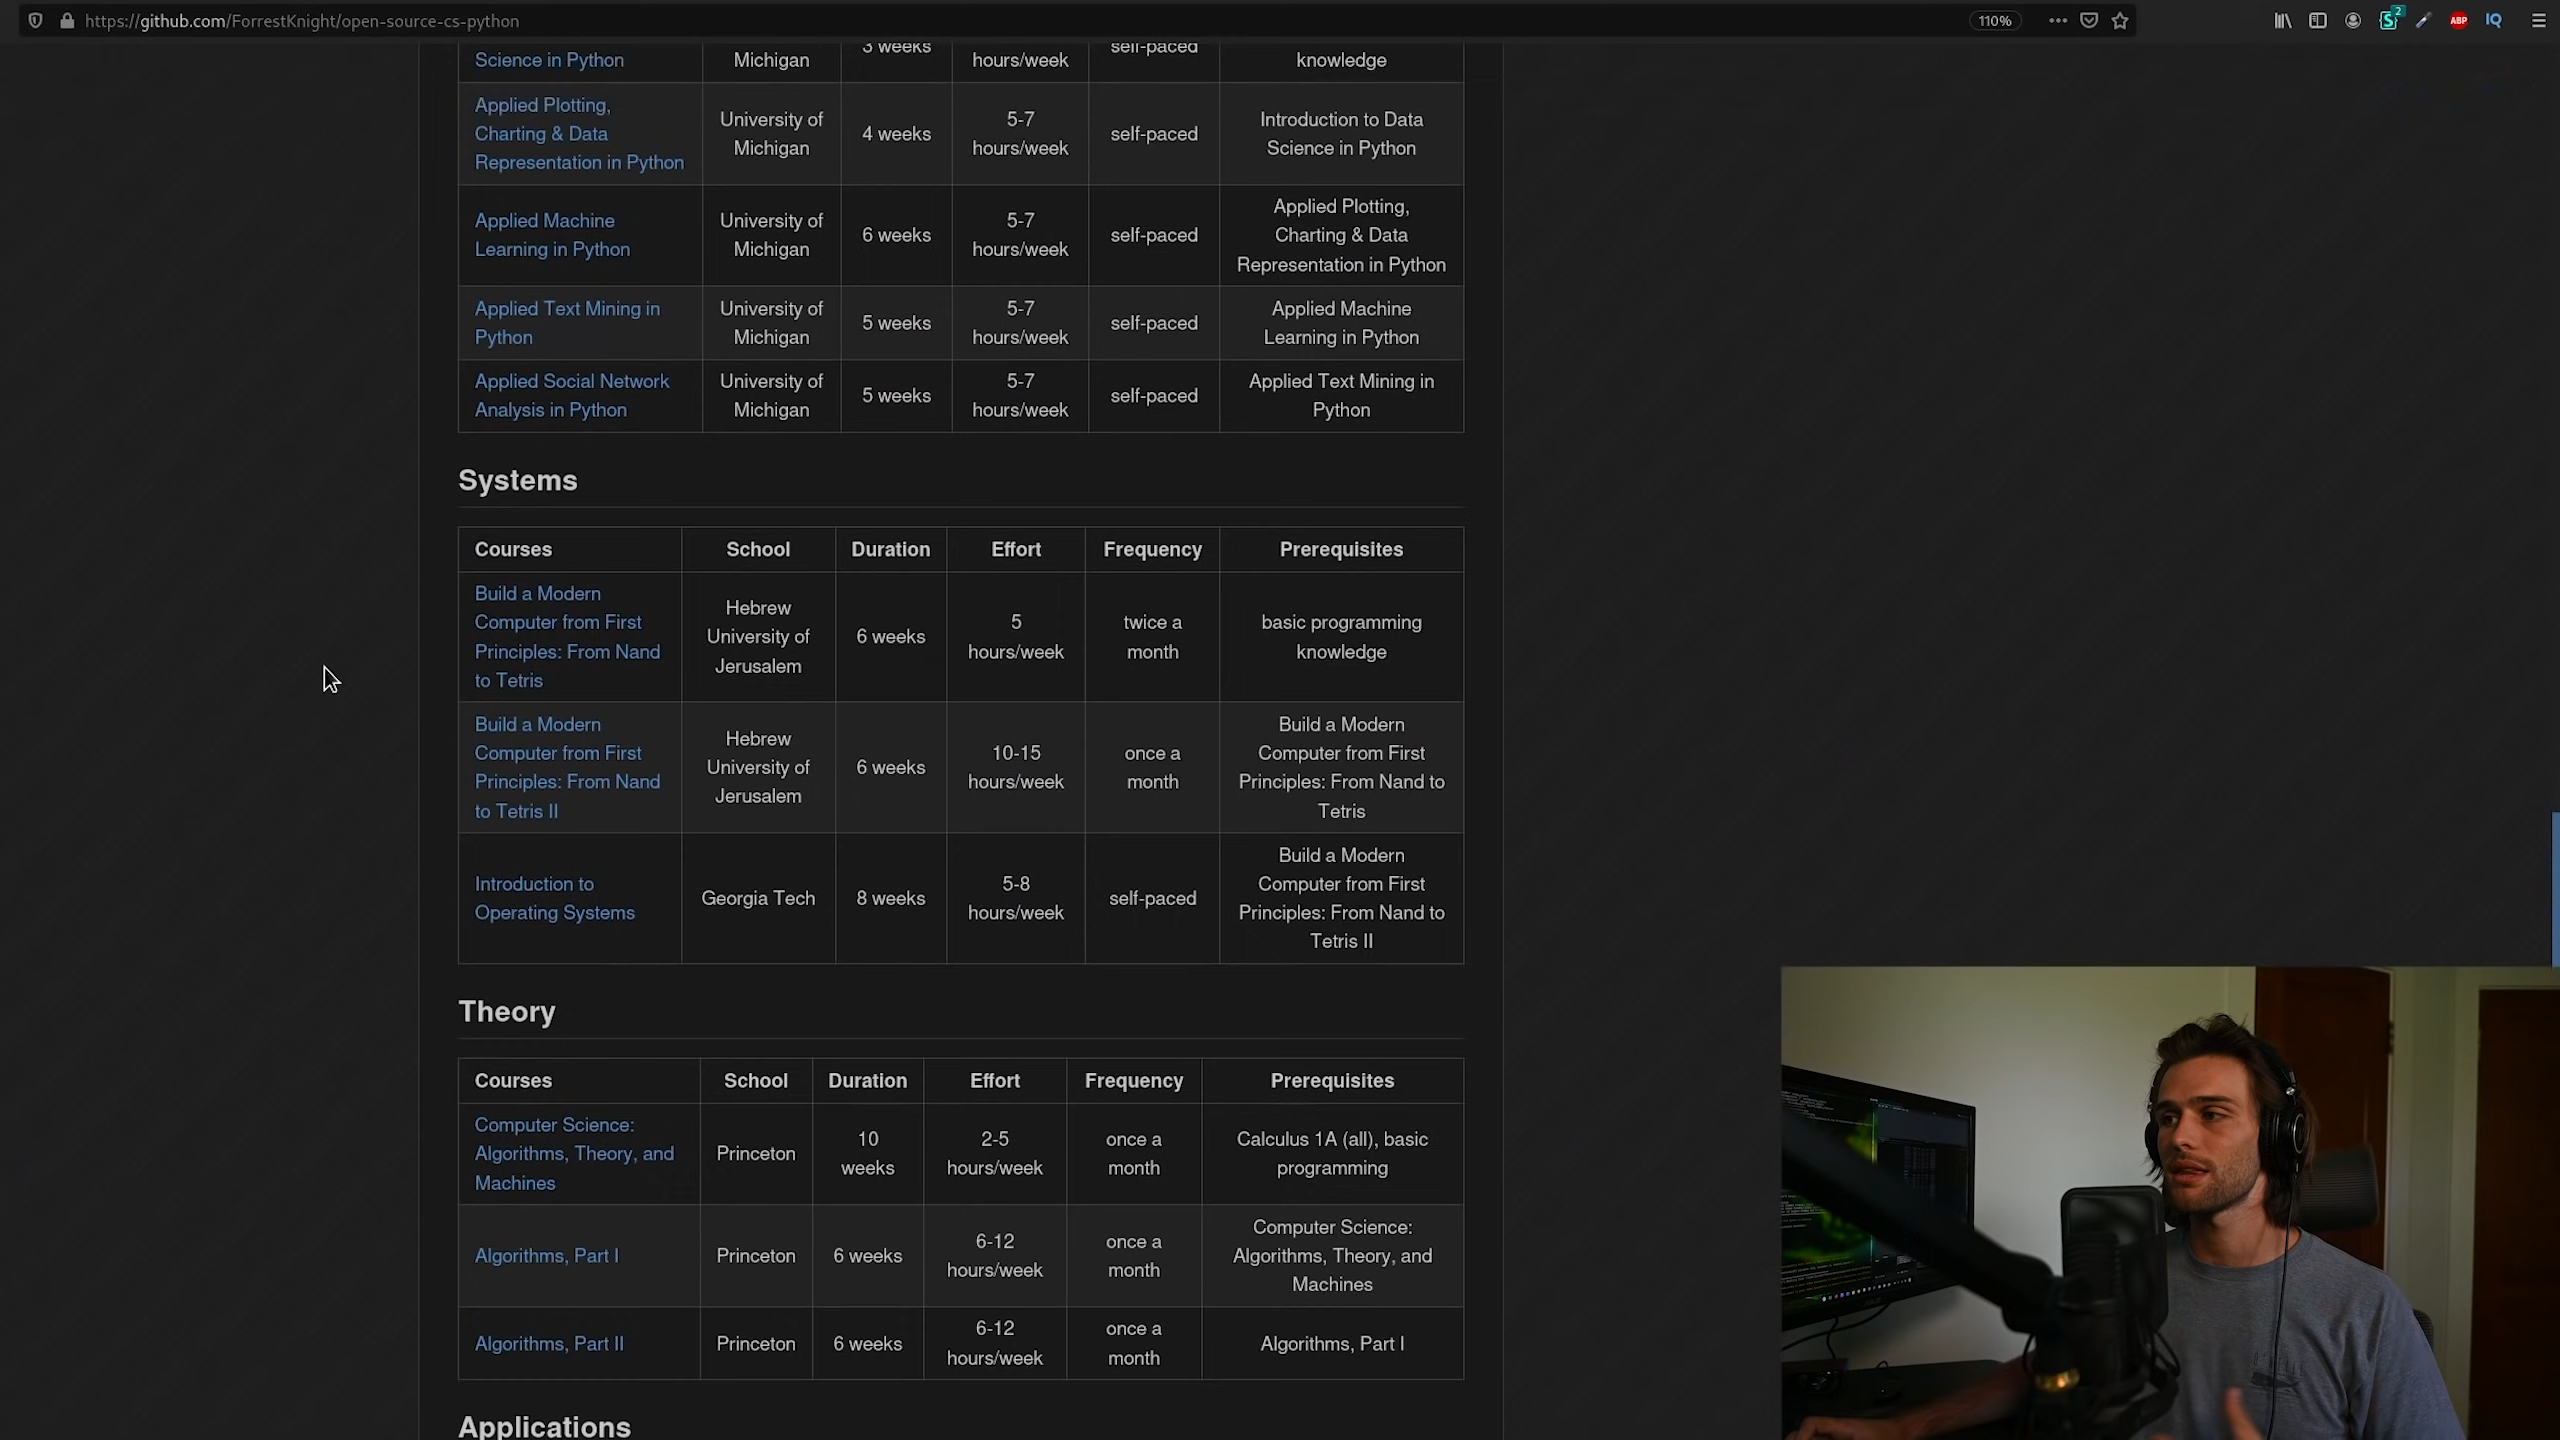 https://github.com/ForrestKnight/open-source-cs-python
110%
2
S
ABP
IQ
Science in Python
Michigan
3 weeks
hours/week
self-paced
knowledge
Applied Plotting,
Charting & Data
Representation in Python
University of
Michigan
4 weeks
5-7
hours/week
self-paced
Introduction to Data
Science in Python
Applied Machine
Learning in Python
University of
Michigan
6 weeks
5-7
hours/week
self-paced
Applied Plotting,
Charting & Data
Representation in Python
Applied Text Mining in
Python
University of
Michigan
5 weeks
5-7
hours/week
self-paced
Applied Machine
Learning in Python
Applied Social Network
Analysis in Python
University of
Michigan
5 weeks
5-7
hours/week
self-paced
Applied Text Mining in
Python
Systems
Courses
School
Duration
Effort
Frequency
Prerequisites
Build a Modern
Computer from First
Principles: From Nand
to Tetris
Hebrew
University of
Jerusalem
6 weeks
5
hours/week
twice a
month
basic programming
knowledge
Build a Modern
Computer from First
Principles: From Nand
to Tetris II
Hebrew
University of
Jerusalem
6 weeks
10-15
hours/week
once a
month
Build a Modern
Computer from First
Principles: From Nand to
Tetris
Introduction to
Operating Systems
Georgia Tech
8 weeks
5-8
hours/week
self-paced
Build a Modern
Computer from First
Principles: From Nand to
Tetris II
Theory
Courses
School
Duration
Effort
Frequency
Prerequisites
Computer Science:
Algorithms, Theory, and
Machines
Princeton
10
weeks
2-5
hours/week
once a
month
Calculus 1A (all), basic
programming
Algorithms, Part I
Princeton
6 weeks
6-12
hours/week
once a
month
Computer Science:
Algorithms, Theory, and
Machines
Algorithms, Part II
Princeton
6 weeks
6-12
hours/week
once a
month
Algorithms, Part I
Applications